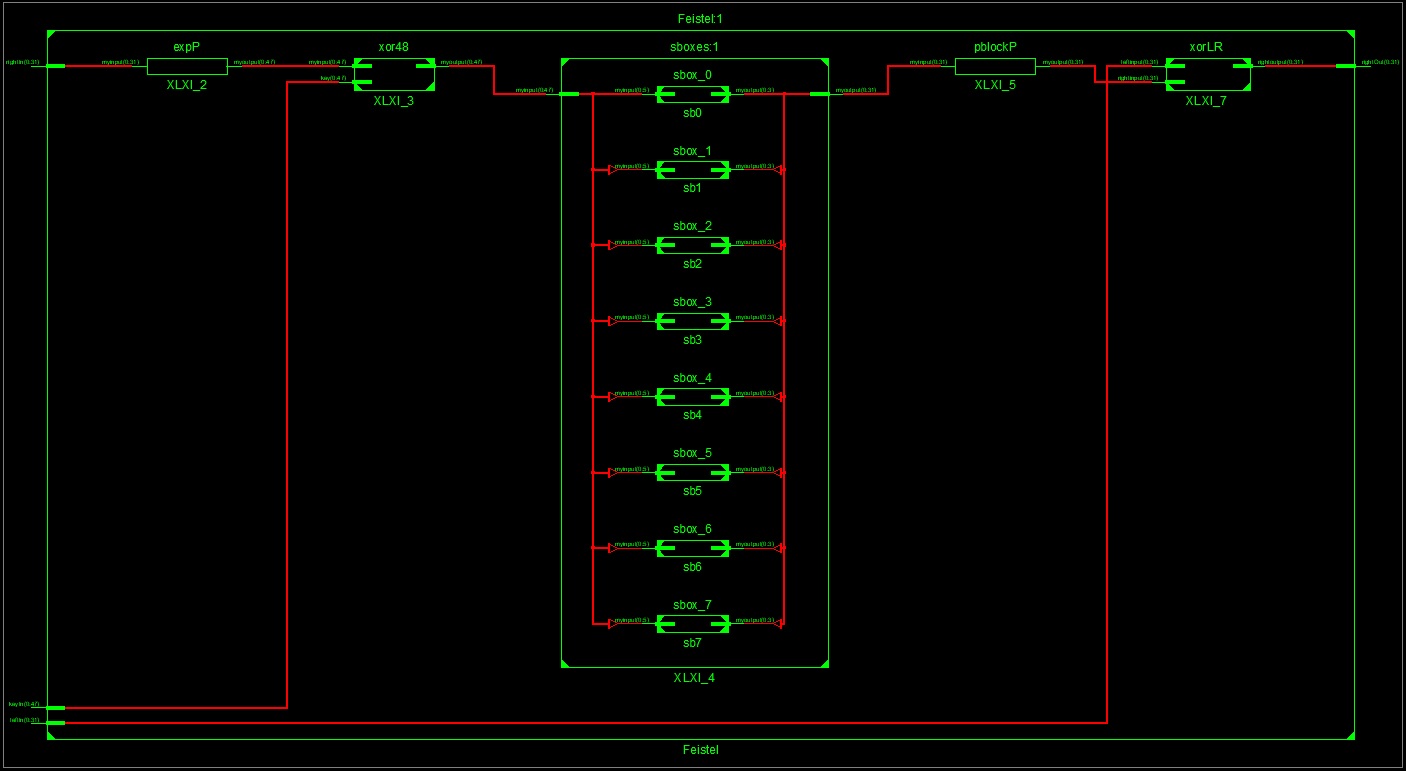 Feistel:1
expP
xor48
sboxes:1
pblockP
xorLR
rightIn(0:31)
myinput(0:31)
myoutput(0:47)
myinput(0:47)
myoutput(0:47)
key(0:47)
XLXI_2
XLXI_3
myinput(0:47)
sbox_0
myinput(0:5)
myoutput(0:3)
sb0
myoutput(0:31)
myinput(0:31)
myoutput(0:31)
XLXI_5
leftinput(0:31)
rightinput(0:31)
rightoutput(0:31)
rightOut(0:31)
XLXI_7
sbox_1
myinput(0:5)
myoutput(0:3)
sb1
sbox_2
myinput(0:5)
myoutput(0:3)
sb2
sbox_3
myinput(0:5)
myoutput(0:3)
sb3
sbox_4
myinput(0:5)
myoutput(0:3)
sb4
sbox_5
myinput(0:5)
myoutput(0:3)
sb5
sbox_6
myinput(0:5)
myoutput(0:3)
sb6
sbox_7
myinput(0:5)
myoutput(0:3)
sb7
XLXI_4
keyIn(0:47)
leftIn(0:31)
Feistel